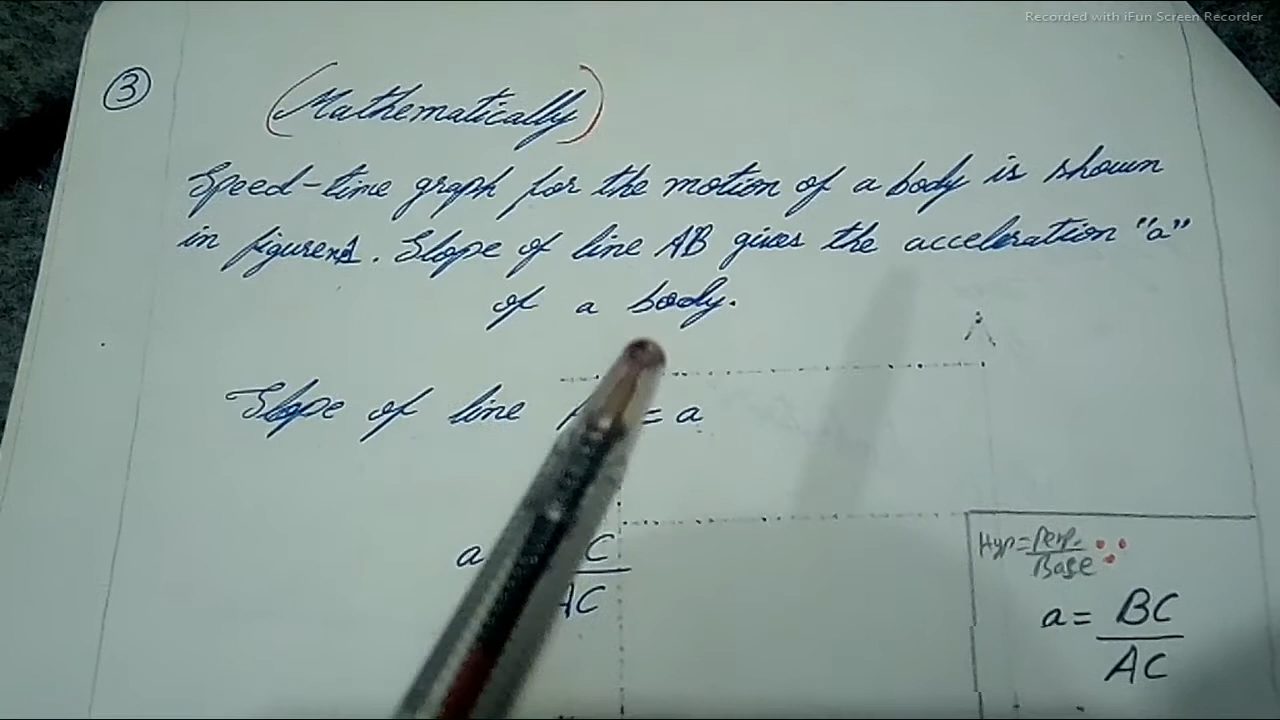 Recorded with iFun Screen Recorder
3
(Mathematically)
Speed-time graph for the motion of a body is shown
in figure. Slope of line AB gives the acceleration "a"
of a body.
Slope of line = a
a
C
AC
Hyp = Perp.
Base
a = BC
AC